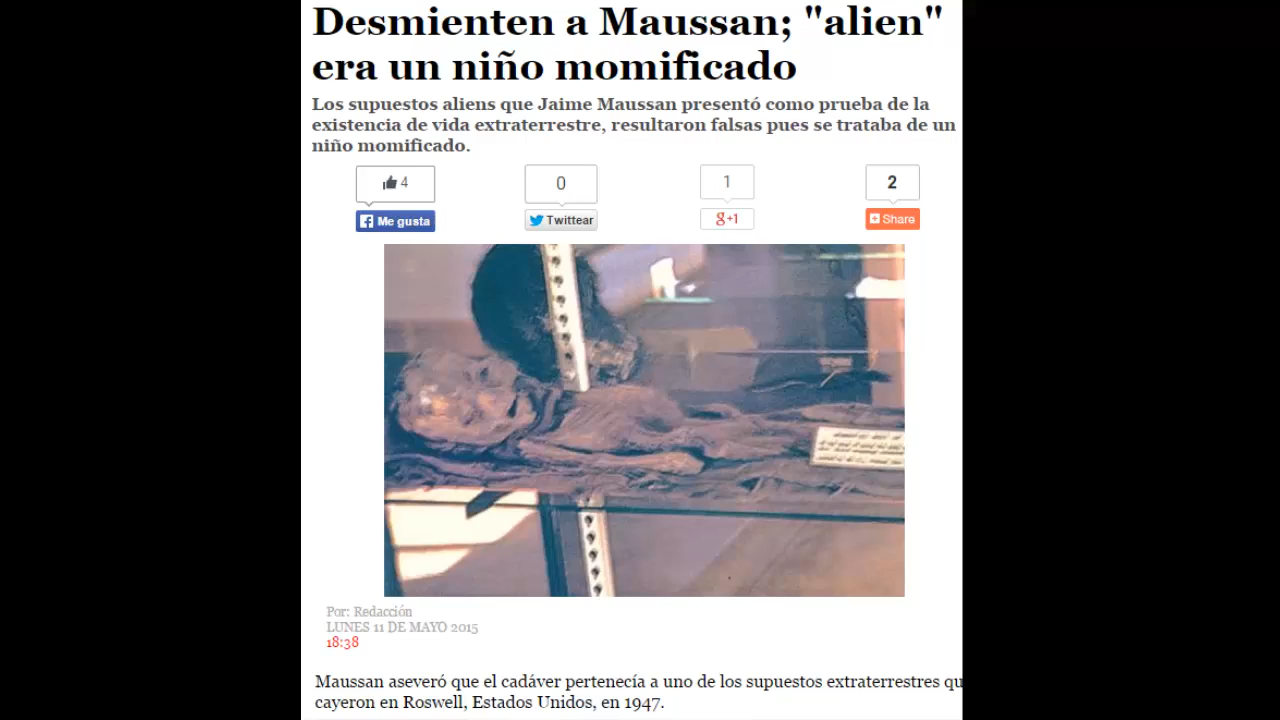 Desmienten a Maussan; "alien"
era un niño momificado
Los supuestos aliens que Jaime Maussan presentó como prueba de la
existencia de vida extraterrestre, resultaron falsas pues se trataba de un
niño momificado.
4 0 1 2
Me gusta Twittear g+1 Share
Por: Redacción
LUNES 11 DE MAYO 2015
18:38
Maussan aseveró que el cadáver pertenecía a uno de los supuestos extraterrestres qu
cayeron en Roswell, Estados Unidos, en 1947.